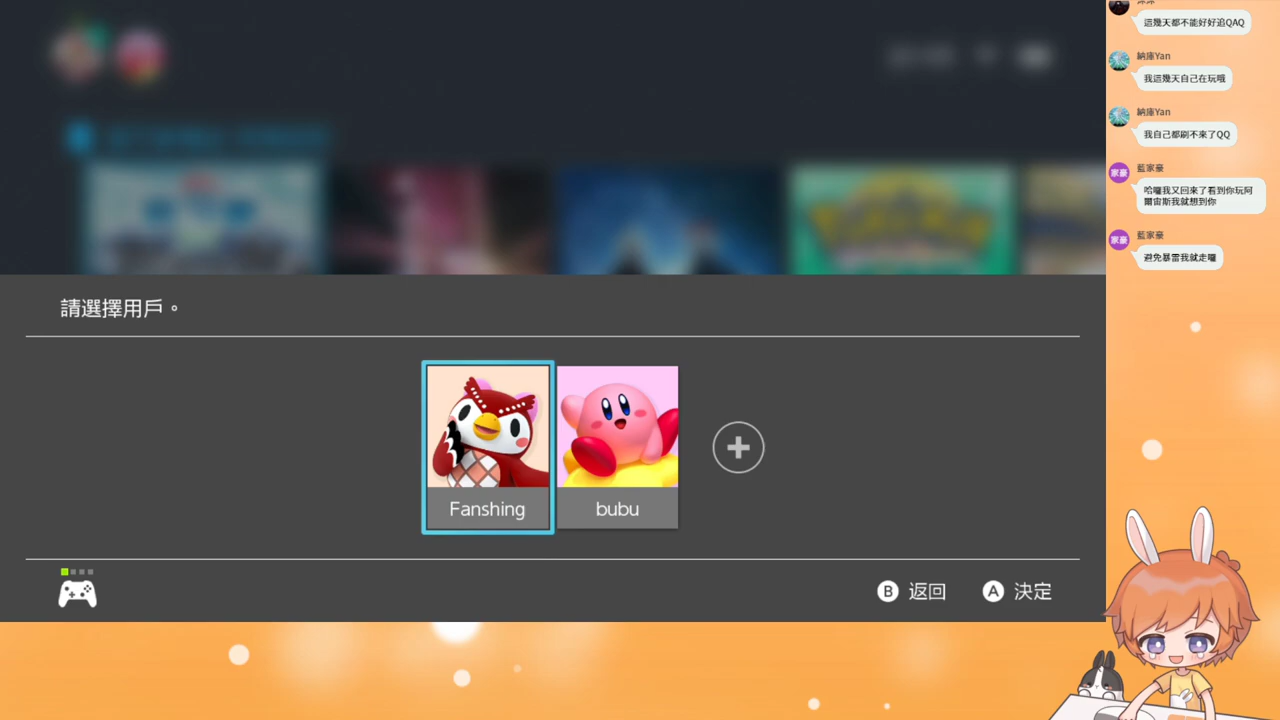 請選擇用戶。
Fanshing
bubu
B 返回
A 決定
這幾天都不能好好追QAQ
納庫Yan
我這幾天自己在玩哦
納庫Yan
我自己都刷不來了QQ
家豪
藍家豪
哈囉我又回來了看到你玩阿
爾宙斯我就想到你
家豪
藍家豪
避免暴雷我就走囉